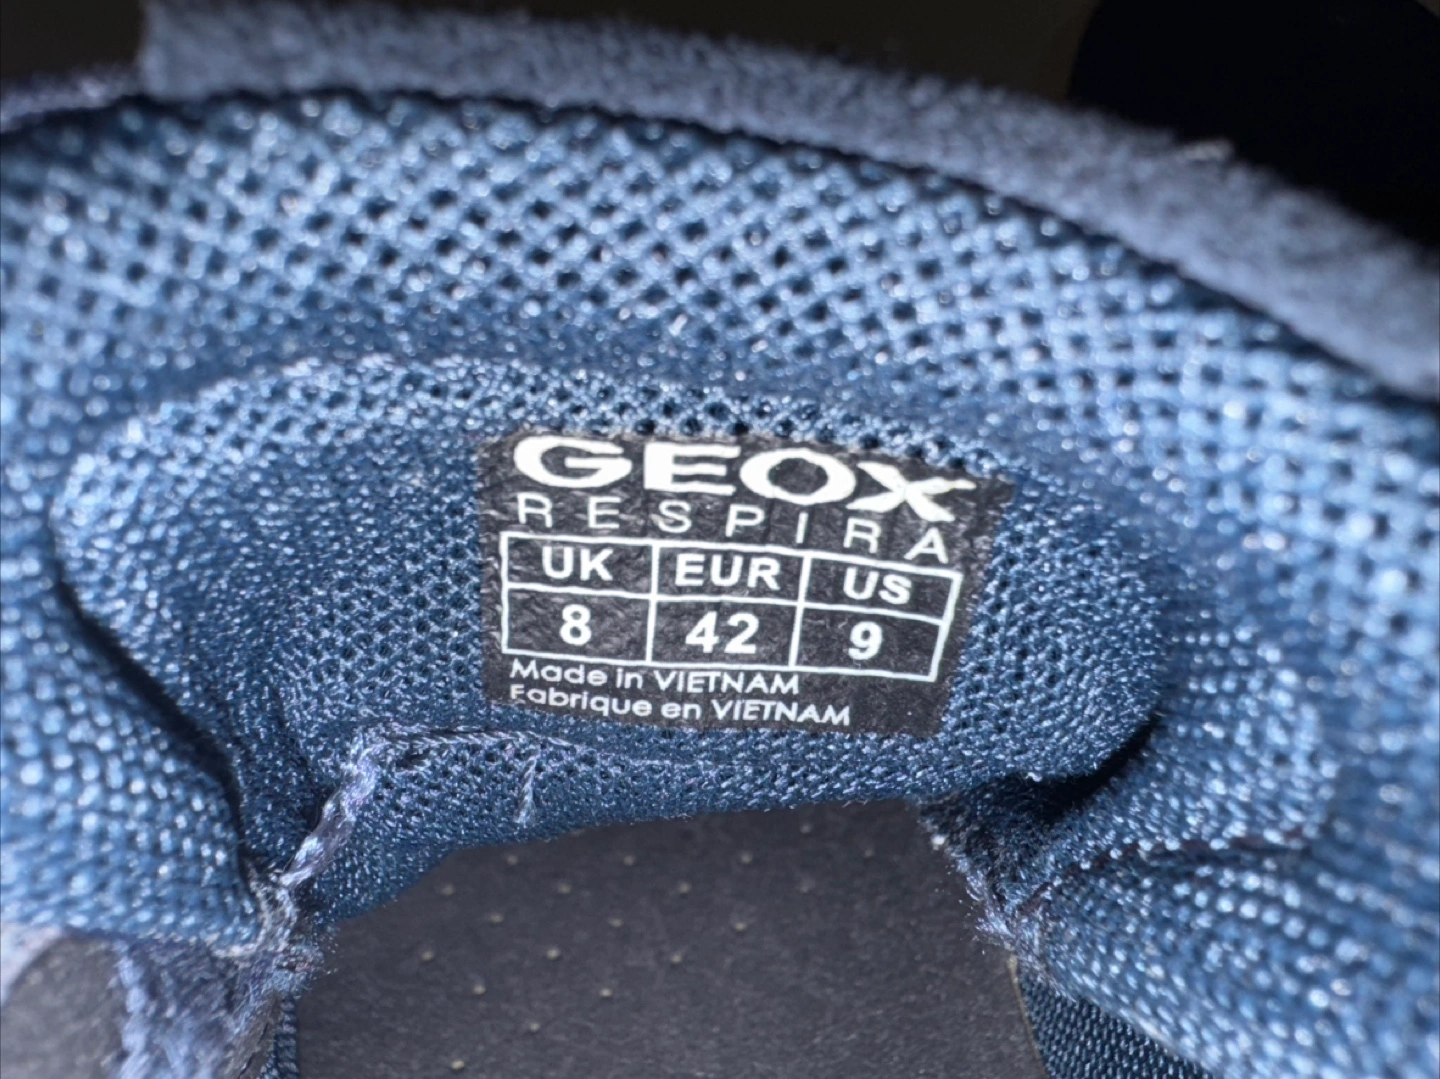 GEOX
RESPIRA
UK EUR US
8 42 9
Made in VIETNAM
Fabrique en VIETNAM